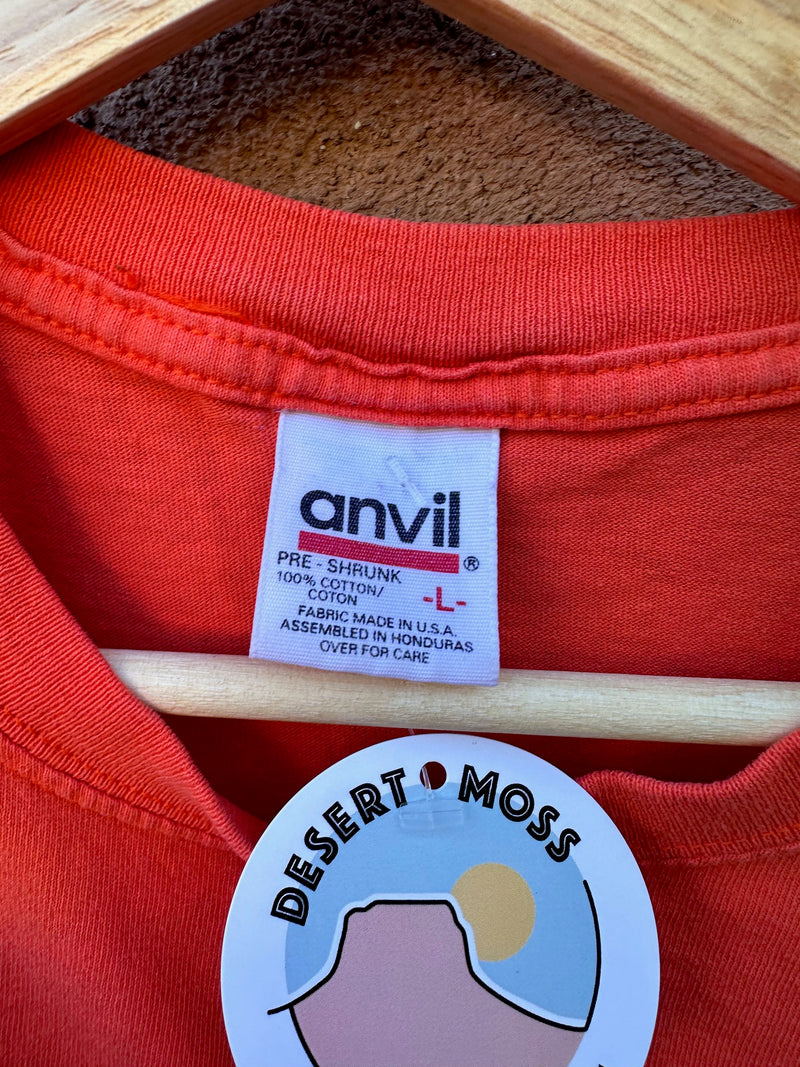 anvil
®
PRE - SHRUNK
100% COTTON/
COTON
-L-
FABRIC MADE IN U.S.A.
ASSEMBLED IN HONDURAS
OVER FOR CARE
DESERT MOSS